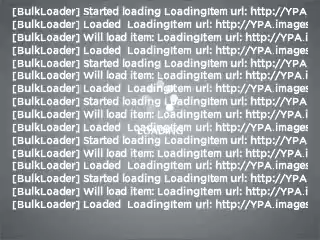 [BulkLoader] Started loading LoadingItem url: http://YPA
[BulkLoader] Loaded LoadingItem url: http://YPA.images
[BulkLoader] Will load item: LoadingItem url: http://YPA.i
[BulkLoader] Loaded LoadingItem url: http://YPA.images
[BulkLoader] Started loading LoadingItem url: http://YPA
[BulkLoader] Will load item: LoadingItem url: http://YPA.i
[BulkLoader] Loaded LoadingItem url: http://YPA.images
[BulkLoader] Started loading LoadingItem url: http://YPA
[BulkLoader] Will load item: LoadingItem url: http://YPA.i
[BulkLoader] Loaded LoadingItem url: http://YPA.images
LOADING
[BulkLoader] Started loading LoadingItem url: http://YPA
[BulkLoader] Will load item: LoadingItem url: http://YPA.i
[BulkLoader] Loaded LoadingItem url: http://YPA.images
[BulkLoader] Started loading LoadingItem url: http://YPA
[BulkLoader] Will load item: LoadingItem url: http://YPA.i
[BulkLoader] Loaded LoadingItem url: http://YPA.images